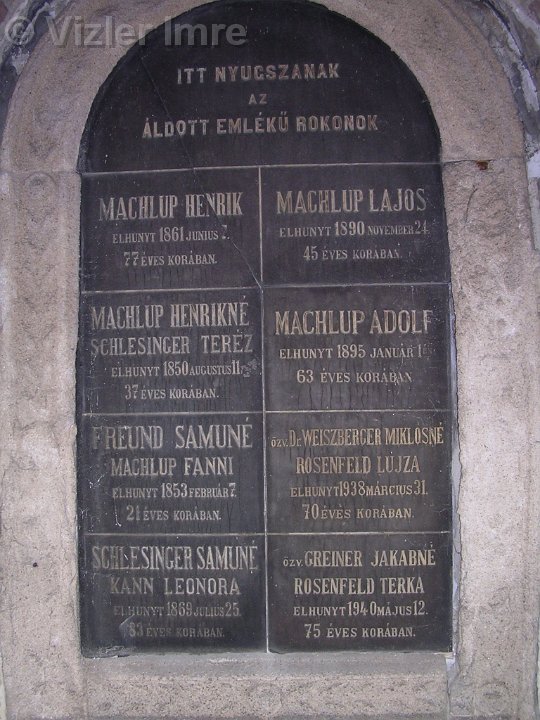 © Vizler Imre
ITT NYUGSZANAK
AZ
ÁLDOTT EMLÉKŰ ROKONOK
MACHLUP HENRIK
ELHUNYT 1861 JUNIUS
77 ÉVES KORÁBAN.
MACHLUP LAJOS
ELHUNYT 1890 NOVEMBER 24.
45 ÉVES KORÁBAN.
MACHLUP HENRIKNÉ
SCHLESINGER TERÉZ
ELHUNYT 1850 AUGUSTUS 11.
37 ÉVES KORÁBAN.
MACHLUP ADOLF
ELHUNYT 1895 JANUÁR
63 ÉVES KORÁBAN
FREUND SAMUNÉ
MACHLUP FANNI
ELHUNYT 1853 FEBRUÁR 7.
21 ÉVES KORÁBAN.
ÖZV. Dr. WEISZBERGER MIKLOSNÉ
ROSENFELD LUJZA
ELHUNYT 1938 MÁRCIUS 31.
70 ÉVES KORÁBAN.
SCHLESINGER SAMUNÉ
KANN LEONORA
ELHUNYT 1869 JULIUS 25.
83 ÉVES KORÁBAN.
ÖZV. GREINER JAKABNÉ
ROSENFELD TERKA
ELHUNYT 1940 MÁJUS 12.
75 ÉVES KORÁBAN.